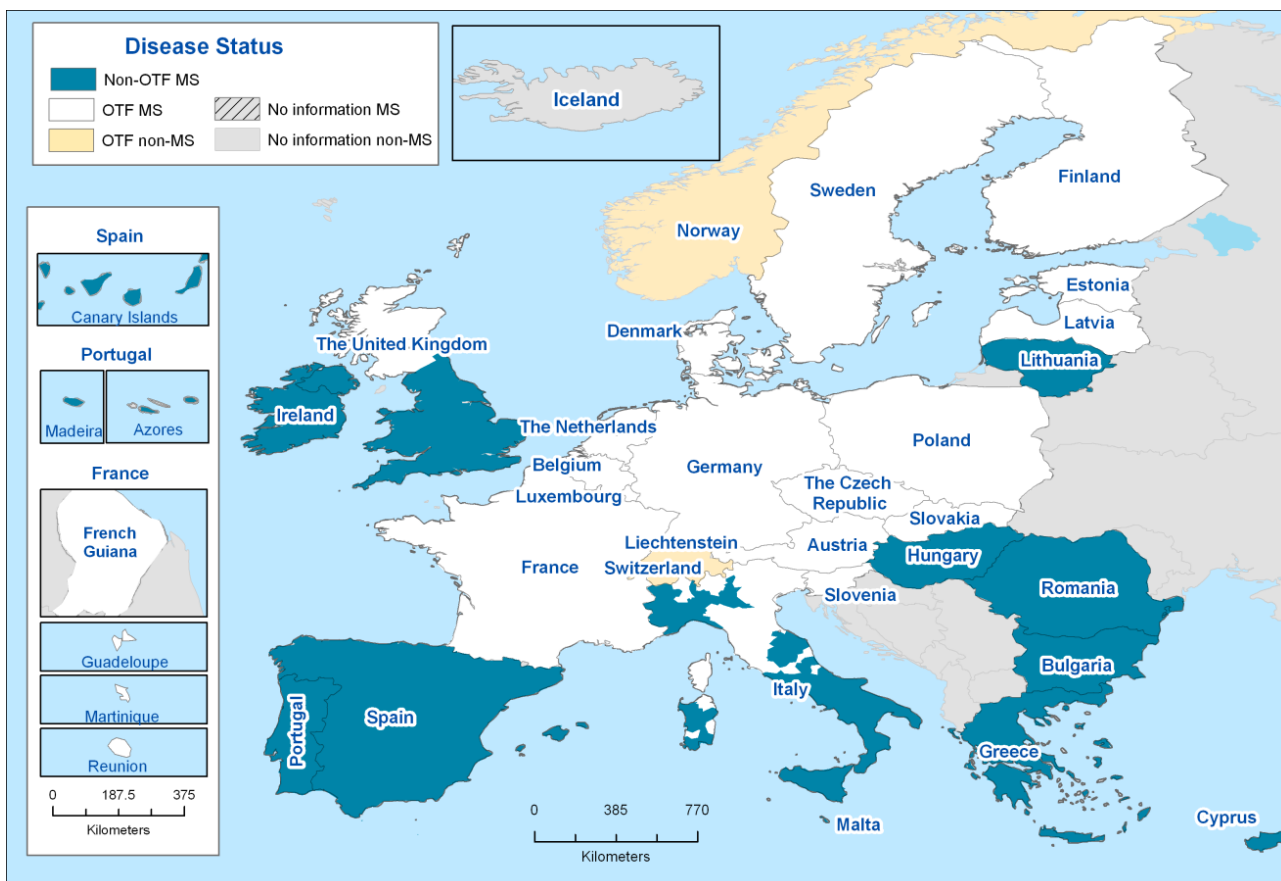 Disease Status
Non-OTF MS
OTF MS
No information MS
OTF non-MS
No information non-MS
Iceland
Spain
Canary Islands
Portugal
Madeira
Azores
France
French
Guiana
Guadeloupe
Martinique
Reunion
0 187.5 375
Kilometers
Finland
Sweden
Norway
Estonia
Latvia
Lithuania
Denmark
The United Kingdom
Ireland
The Netherlands
Belgium
Luxembourg
Germany
Poland
The Czech
Republic
Slovakia
Liechtenstein
Switzerland
Austria
Hungary
France
Slovenia
Romania
Bulgaria
Italy
Portugal
Spain
Greece
Malta
Cyprus
0 385 770
Kilometers